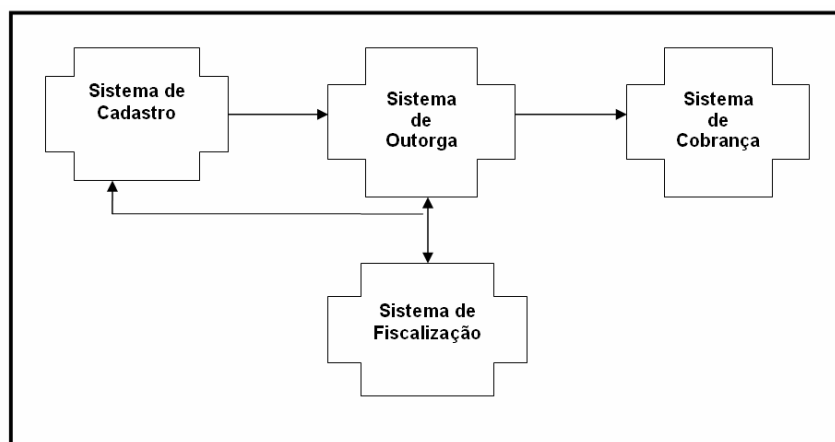 Sistema de
Cadastro
Sistema
de
Outorga
Sistema
de
Cobrança
Sistema de
Fiscalização